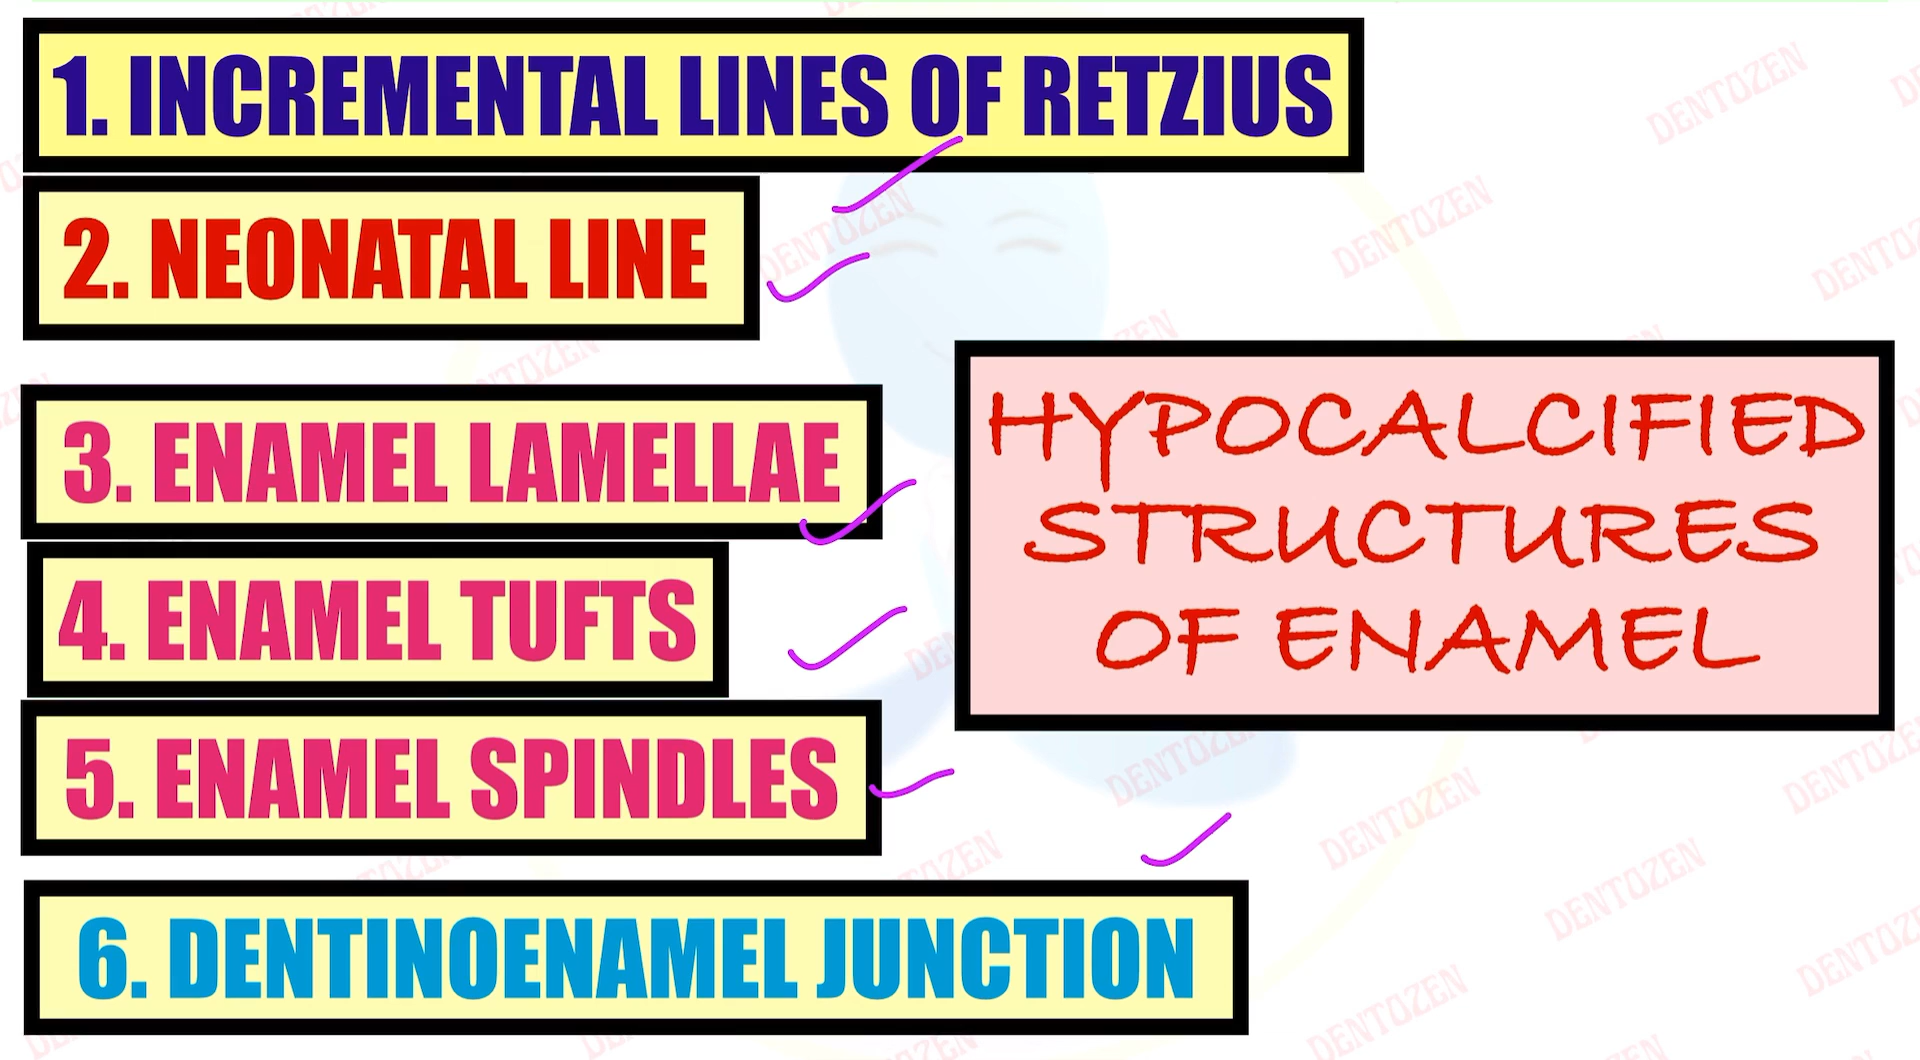 1. INCREMENTAL LINES OF RETZIUS
2. NEONATAL LINE
3. ENAMEL LAMELLAE
4. ENAMEL TUFTS
5. ENAMEL SPINDLES
6. DENTINOENAMEL JUNCTION
HYPOCALCIFIED
STRUCTURES
OF ENAMEL
DENTOZEN